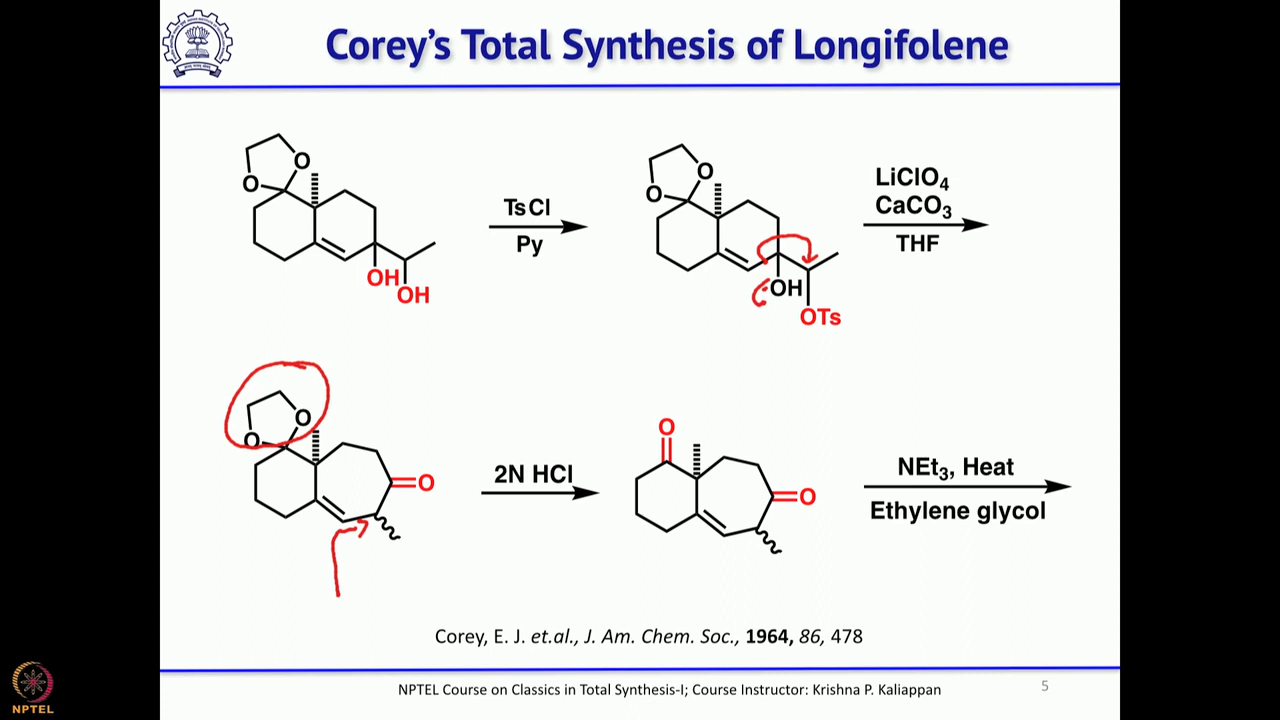 Corey's Total Synthesis of Longifolene
O
O
OH
OH
TsCl
Py
O
O
OH
OTs
LiClO4
CaCO3
THF
O
O
O
2N HCl
O
O
NEt3, Heat
Ethylene glycol
Corey, E. J. et.al., J. Am. Chem. Soc., 1964, 86, 478
NPTEL Course on Classics in Total Synthesis-I; Course Instructor: Krishna P. Kaliappan
5
NPTEL